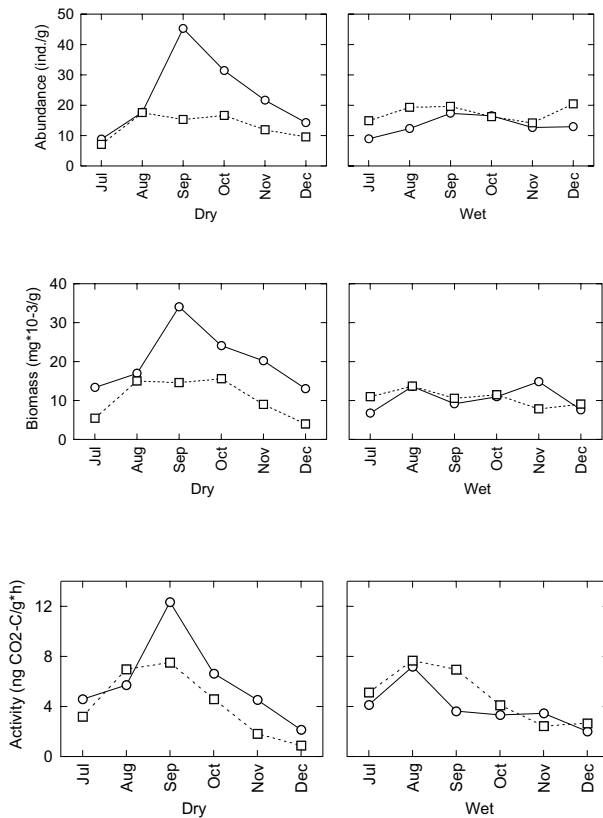 50
40
30
20
10
0
Abundance (ind./g)
Jul Aug Sep Oct Nov Dec
Dry
Jul Aug Sep Oct Nov Dec
Wet
40
30
20
10
0
Biomass (mg*10-3/g)
Jul Aug Sep Oct Nov Dec
Dry
Jul Aug Sep Oct Nov Dec
Wet
12
8
4
0
Activity (ng CO2-C/g*h)
Jul Aug Sep Oct Nov Dec
Dry
Jul Aug Sep Oct Nov Dec
Wet